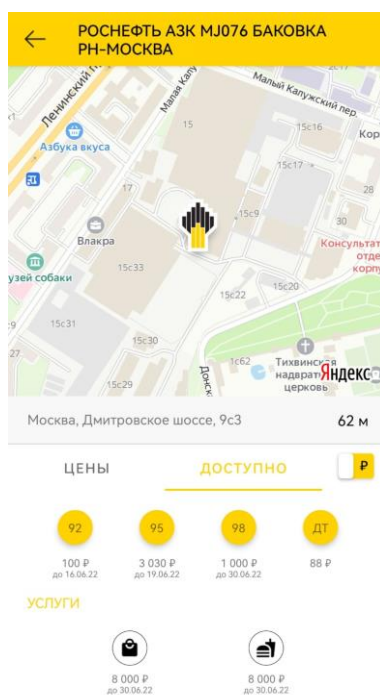 РОСНЕФТЬ АЗК MJ076 БАКОВКА
РН-МОСКВА
Ленинский
Малая Калу
Малый Калужский пер.
Азбука вкуса
15
15с16
Кор
15с17
17
28
15с9
30
Влакра
Консультат
отде
корп
узей собаки
15с33
15с22
15с20
15с31
15с30
27
1с62
Тихвинская
надвратн
церковь
Яндекс
15с29
Донск
Москва, Дмитровское шоссе, 9с3 62 м
ЦЕНЫ ДОСТУПНО ₽
92 95 98 ДТ
100 ₽ 3 030 ₽ 1 000 ₽ 88 ₽
до 16.06.22 до 19.06.22 до 30.06.22
УСЛУГИ
8 000 ₽ 8 000 ₽
до 30.06.22 до 30.06.22